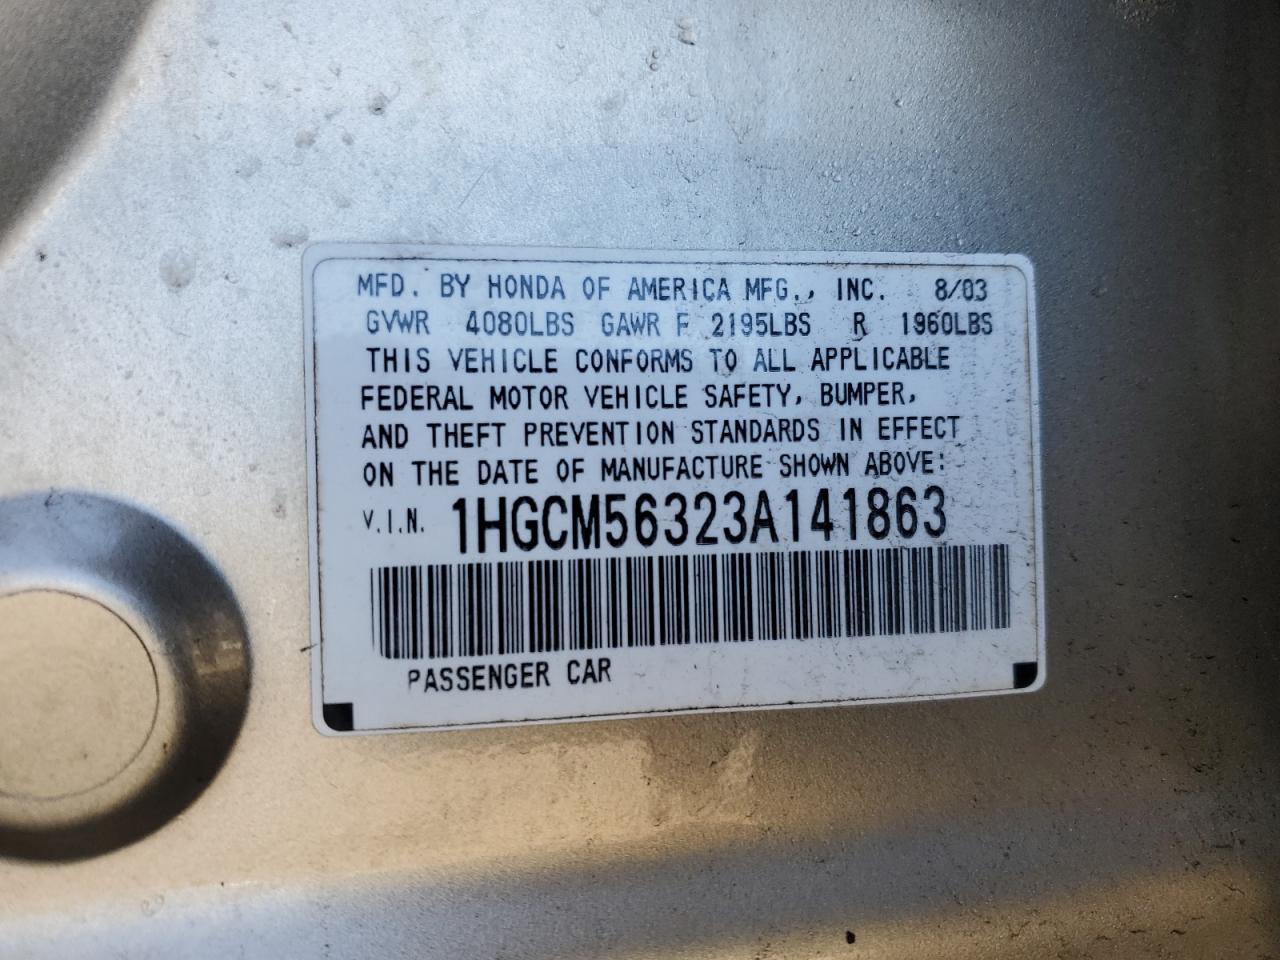 MFD. BY HONDA OF AMERICA MFG., INC. 8/03
GVWR 4080LBS GAWR F 2195LBS R 1960LBS
THIS VEHICLE CONFORMS TO ALL APPLICABLE
FEDERAL MOTOR VEHICLE SAFETY, BUMPER,
AND THEFT PREVENTION STANDARDS IN EFFECT
ON THE DATE OF MANUFACTURE SHOWN ABOVE:
V.I.N. 1HGCM56323A141863
PASSENGER CAR